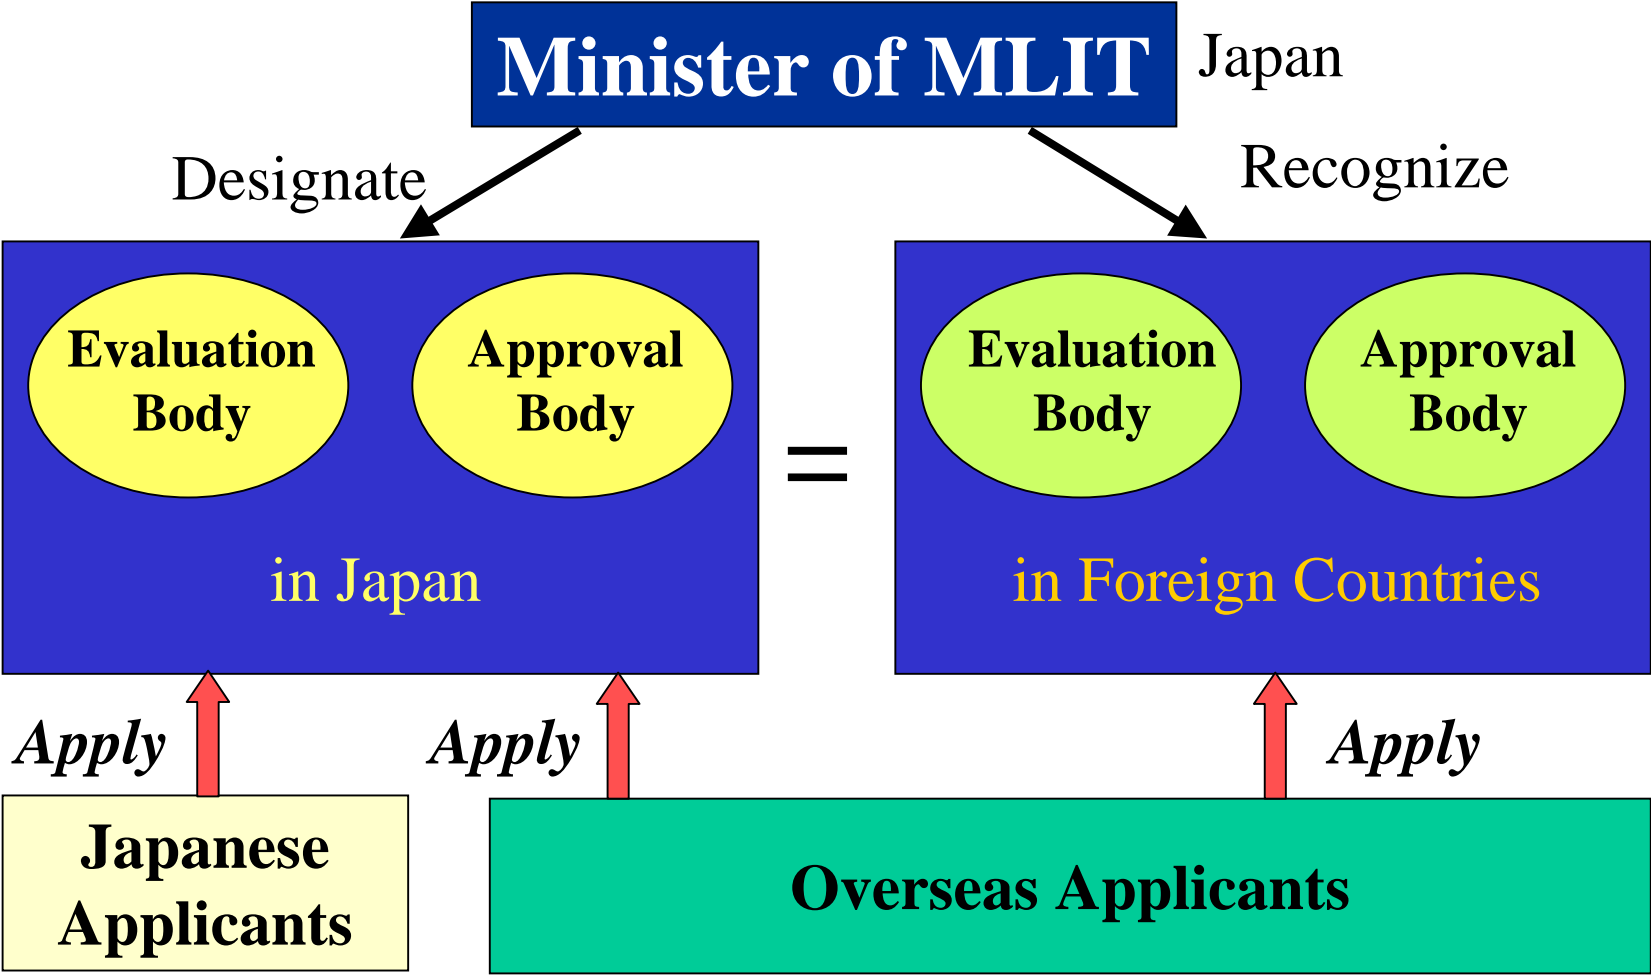 Minister of MLIT
Japan
Designate
Recognize
Evaluation
Body
Approval
Body
in Japan
=
Evaluation
Body
Approval
Body
in Foreign Countries
Apply
Apply
Apply
Japanese
Applicants
Overseas Applicants